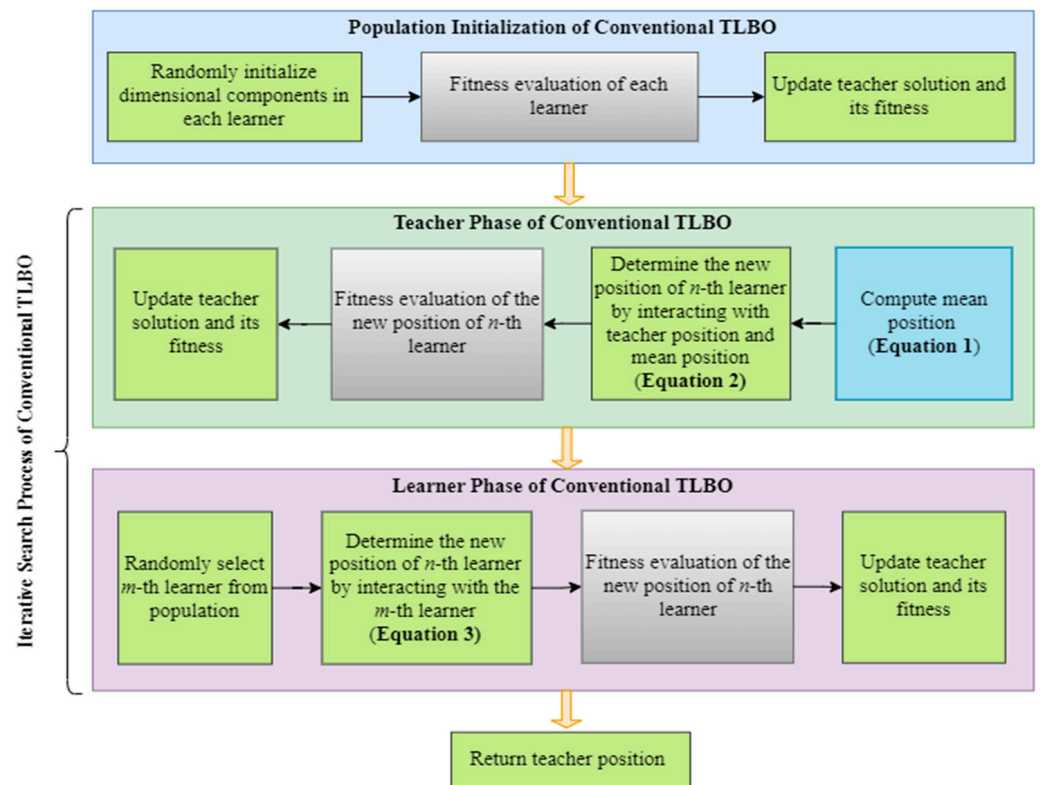 Population Initialization of Conventional TLBO
Randomly initialize
dimensional components in
each learner
Fitness evaluation of each
learner
Update teacher solution and
its fitness
Iterative Search Process of Conventional TLBO
Teacher Phase of Conventional TLBO
Update teacher
solution and its
fitness
Fitness evaluation of the
new position of n-th
learner
Determine the new
position of n-th learner
by interacting with
teacher position and
mean position
(Equation 2)
Compute mean
position
(Equation 1)
Learner Phase of Conventional TLBO
Randomly select
m-th learner from
population
Determine the new
position of n-th learner
by interacting with the
m-th learner
(Equation 3)
Fitness evaluation of the
new position of n-th
learner
Update teacher
solution and its
fitness
Return teacher position